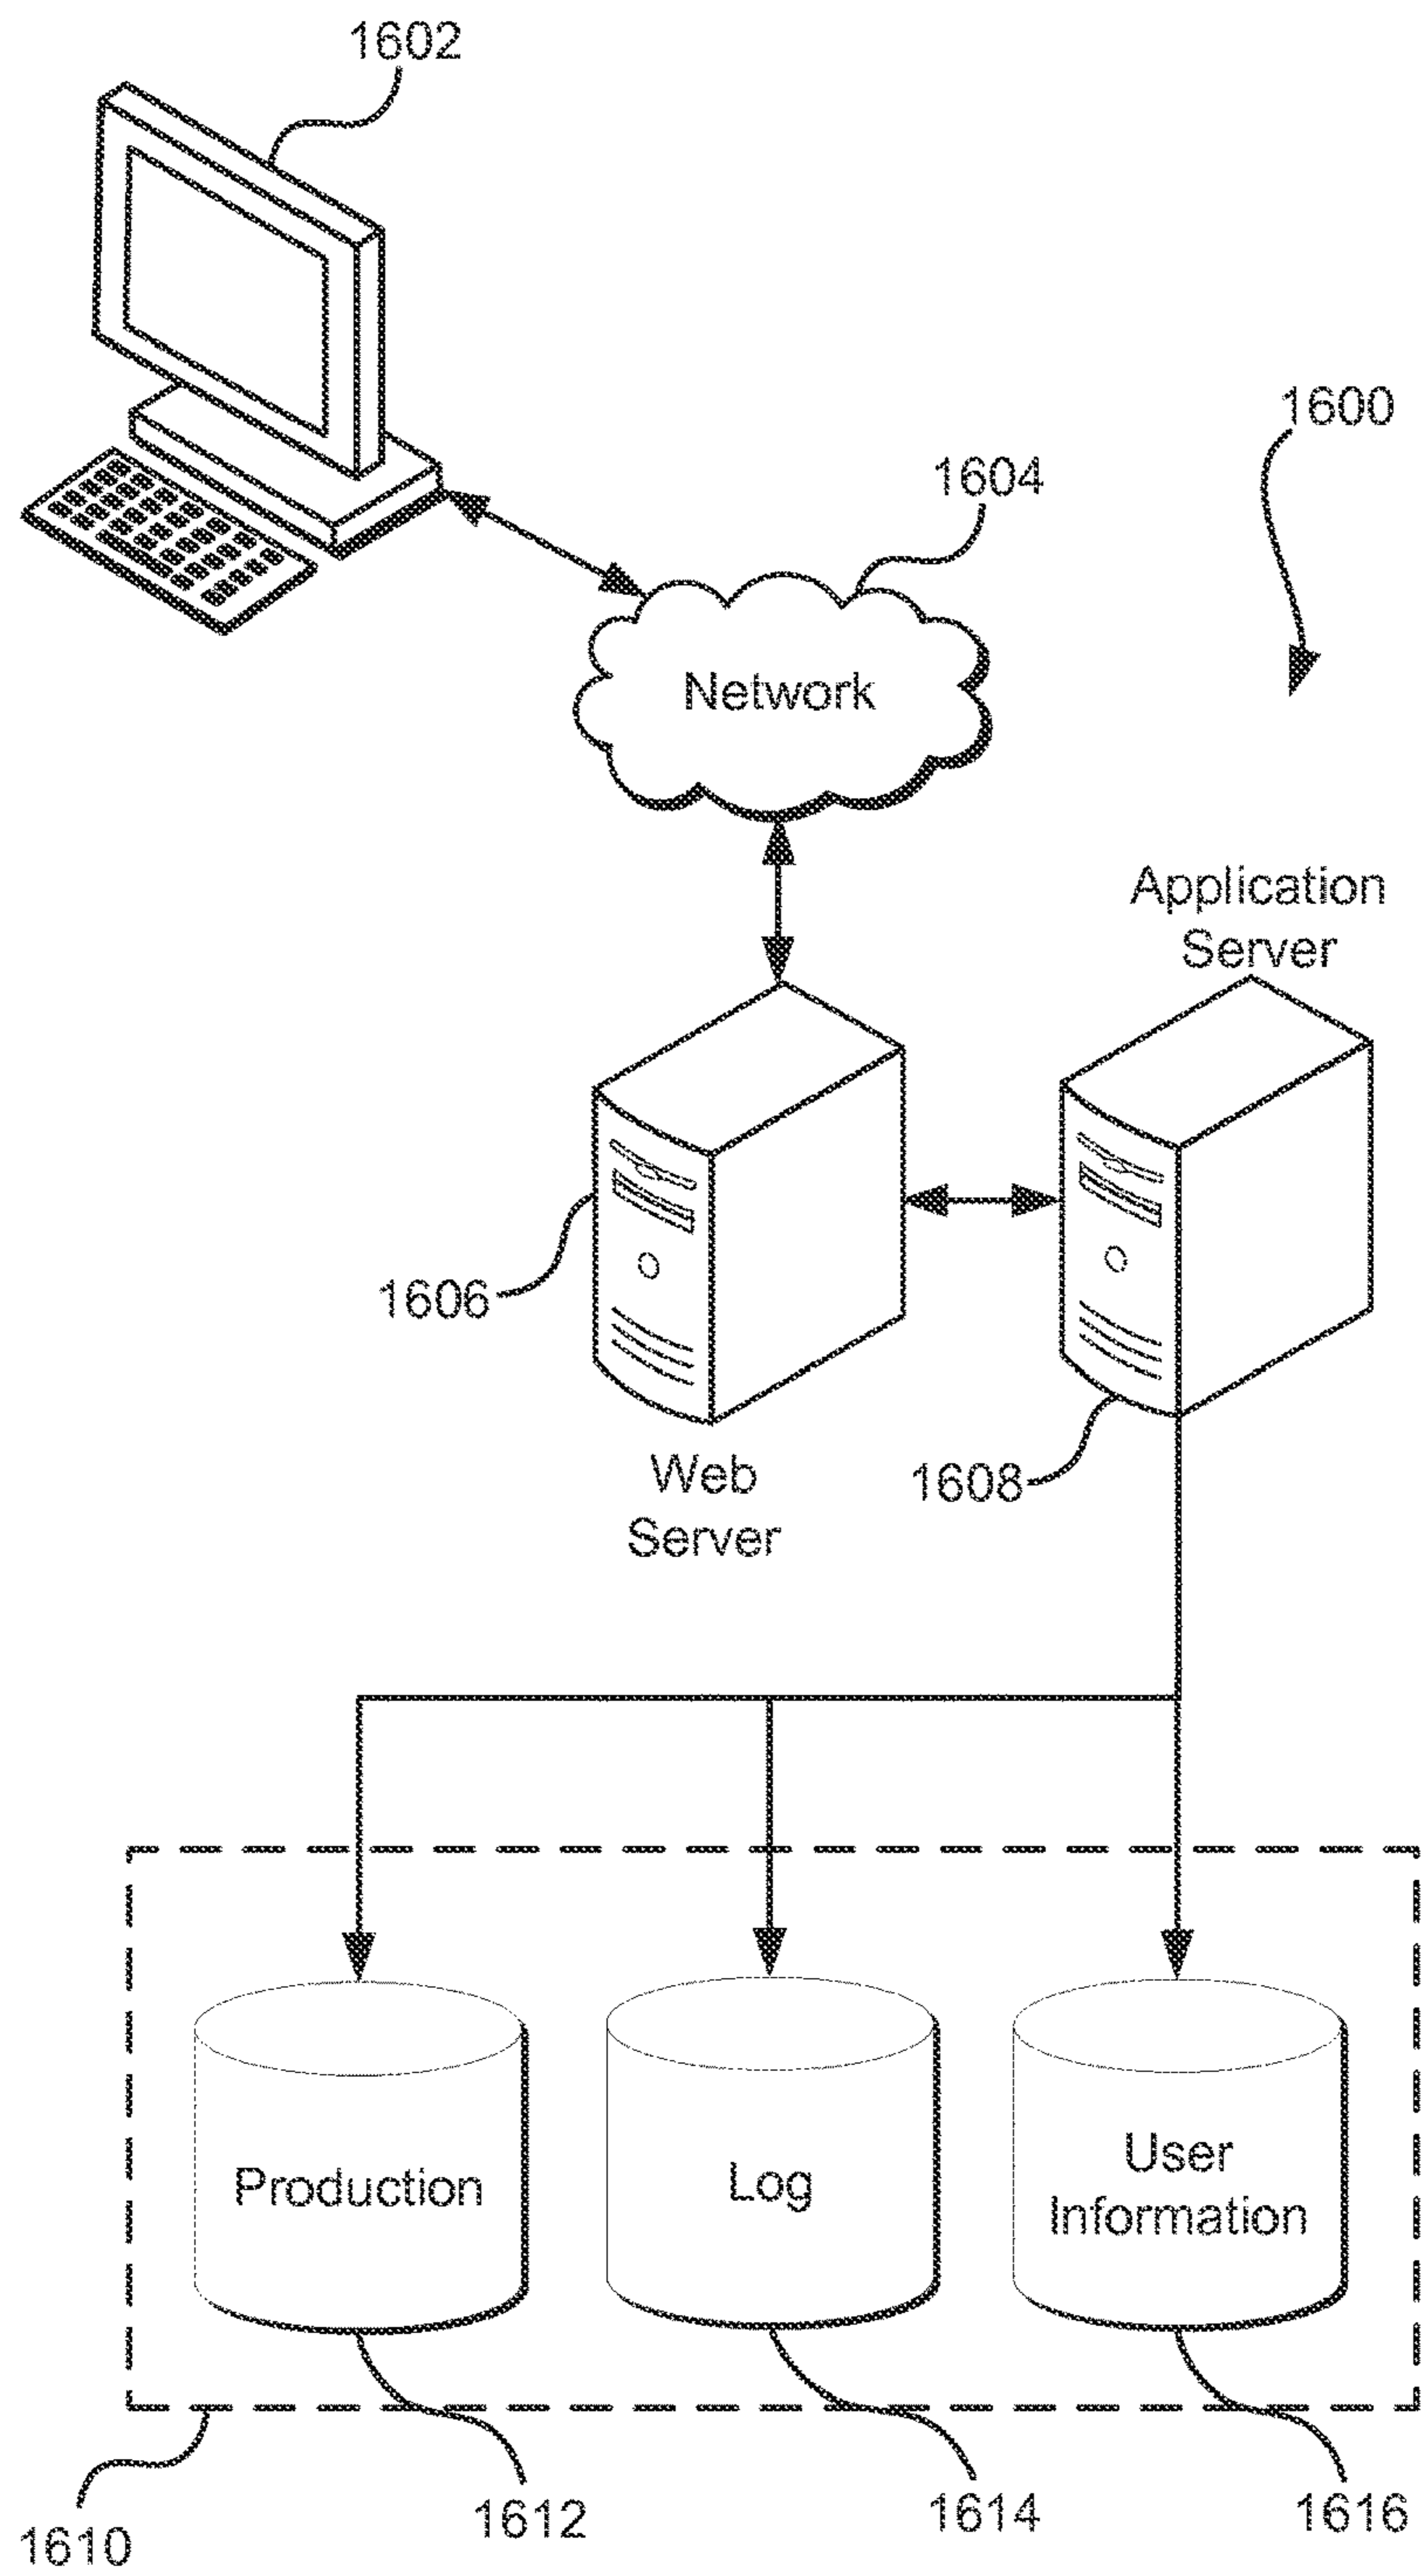 1602
1600
1604
Network
Application
Server
1606
Web
Server
1608
Production
Log
User
Information
1610
1612
1614
1616